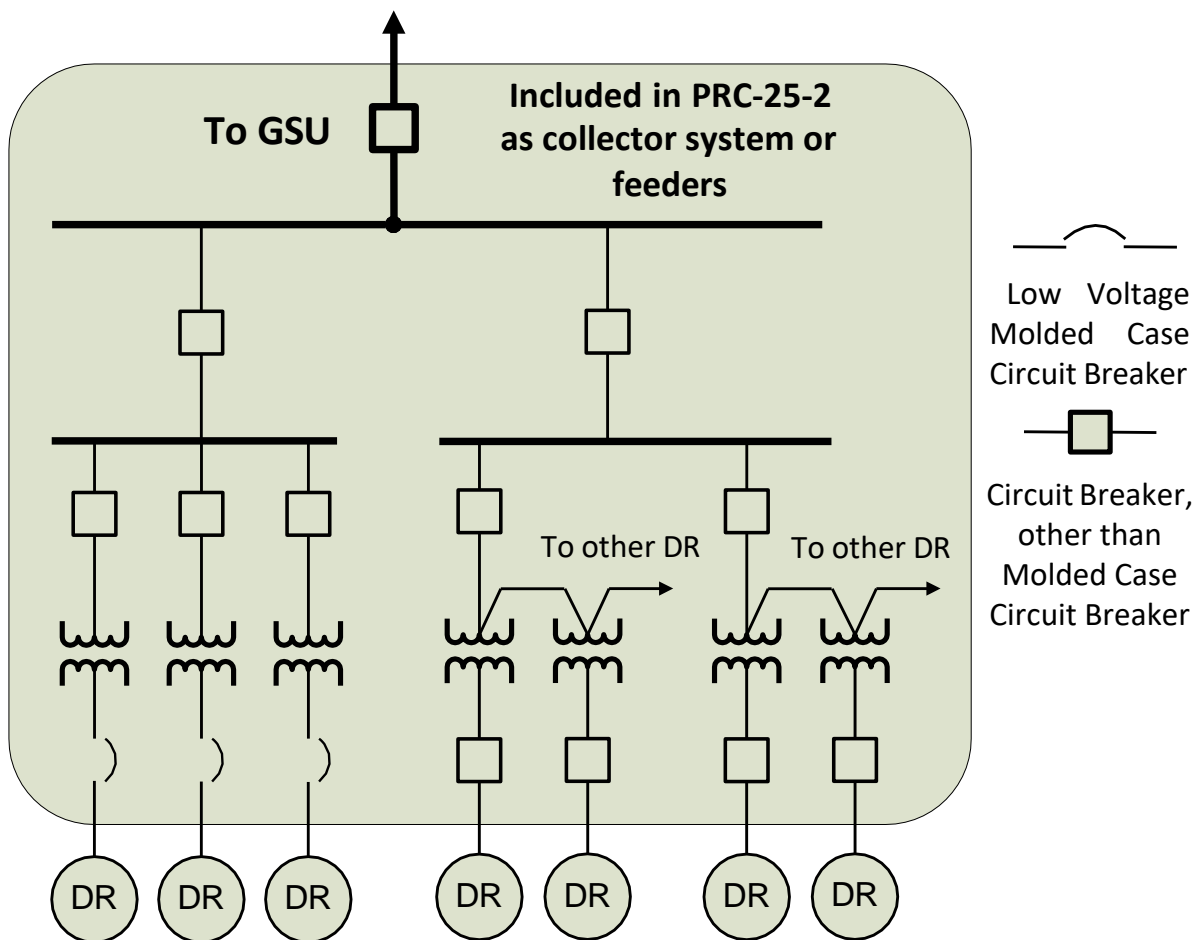 To GSU
Included in PRC-25-2
as collector system or
feeders
Low Voltage
Molded Case
Circuit Breaker
Circuit Breaker,
other than
Molded Case
Circuit Breaker
To other DR
To other DR
DR
DR
DR
DR
DR
DR
DR